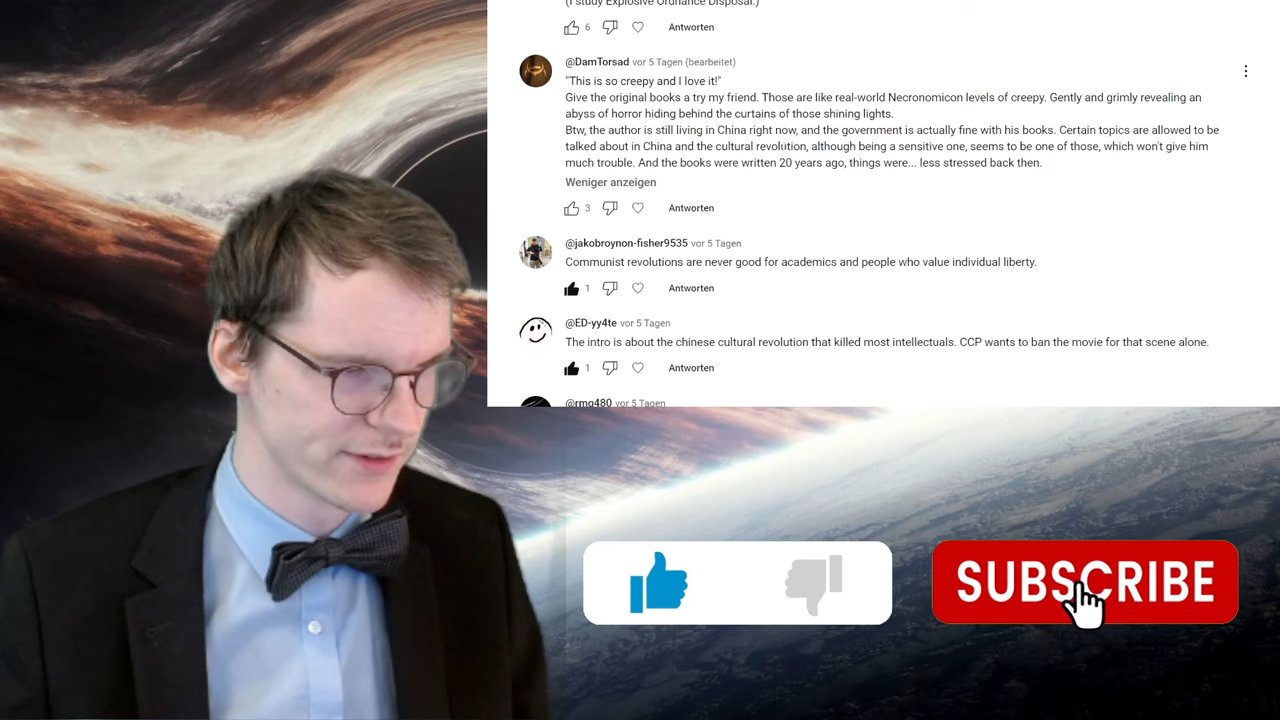 (I study Explosive Ordnance Disposal.)
6 Antworten
@DamTorsad vor 5 Tagen (bearbeitet)
"This is so creepy and I love it!"
Give the original books a try my friend. Those are like real-world Necronomicon levels of creepy. Gently and grimly revealing an
abyss of horror hiding behind the curtains of those shining lights.
Btw, the author is still living in China right now, and the government is actually fine with his books. Certain topics are allowed to be
talked about in China and the cultural revolution, although being a sensitive one, seems to be one of those, which won't give him
much trouble. And the books were written 20 years ago, things were... less stressed back then.
Weniger anzeigen
3 Antworten
@jakobroynon-fisher9535 vor 5 Tagen
Communist revolutions are never good for academics and people who value individual liberty.
1 Antworten
@ED-yy4te vor 5 Tagen
The intro is about the chinese cultural revolution that killed most intellectuals. CCP wants to ban the movie for that scene alone.
1 Antworten
@rmg480 vor 5 Tagen
SUBSCRIBE